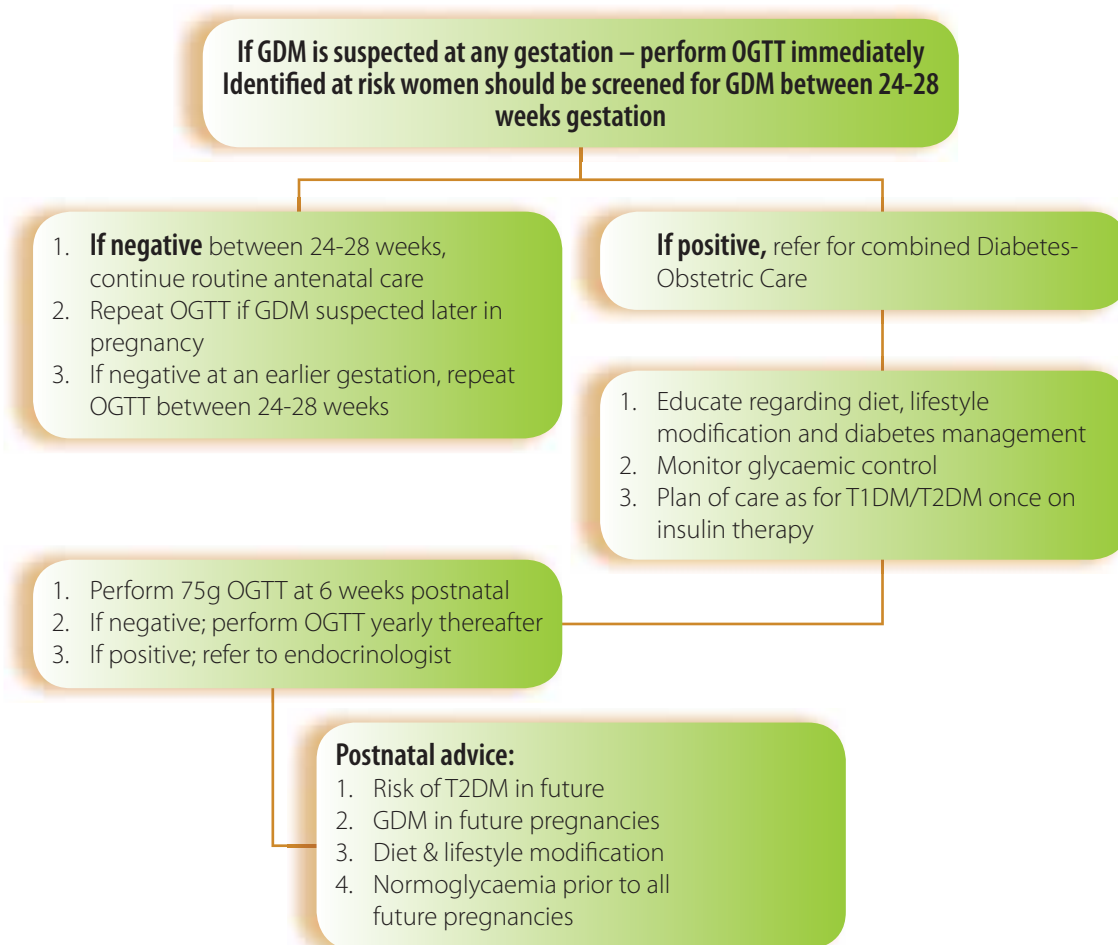 If GDM is suspected at any gestation – perform OGTT immediately
Identified at risk women should be screened for GDM between 24-28
weeks gestation
1. If negative between 24-28 weeks,
continue routine antenatal care
2. Repeat OGTT if GDM suspected later in
pregnancy
3. If negative at an earlier gestation, repeat
OGTT between 24-28 weeks
If positive, refer for combined Diabetes-
Obstetric Care
1. Educate regarding diet, lifestyle
modification and diabetes management
2. Monitor glycaemic control
3. Plan of care as for T1DM/T2DM once on
insulin therapy
1. Perform 75g OGTT at 6 weeks postnatal
2. If negative; perform OGTT yearly thereafter
3. If positive; refer to endocrinologist
Postnatal advice:
1. Risk of T2DM in future
2. GDM in future pregnancies
3. Diet & lifestyle modification
4. Normoglycaemia prior to all
future pregnancies